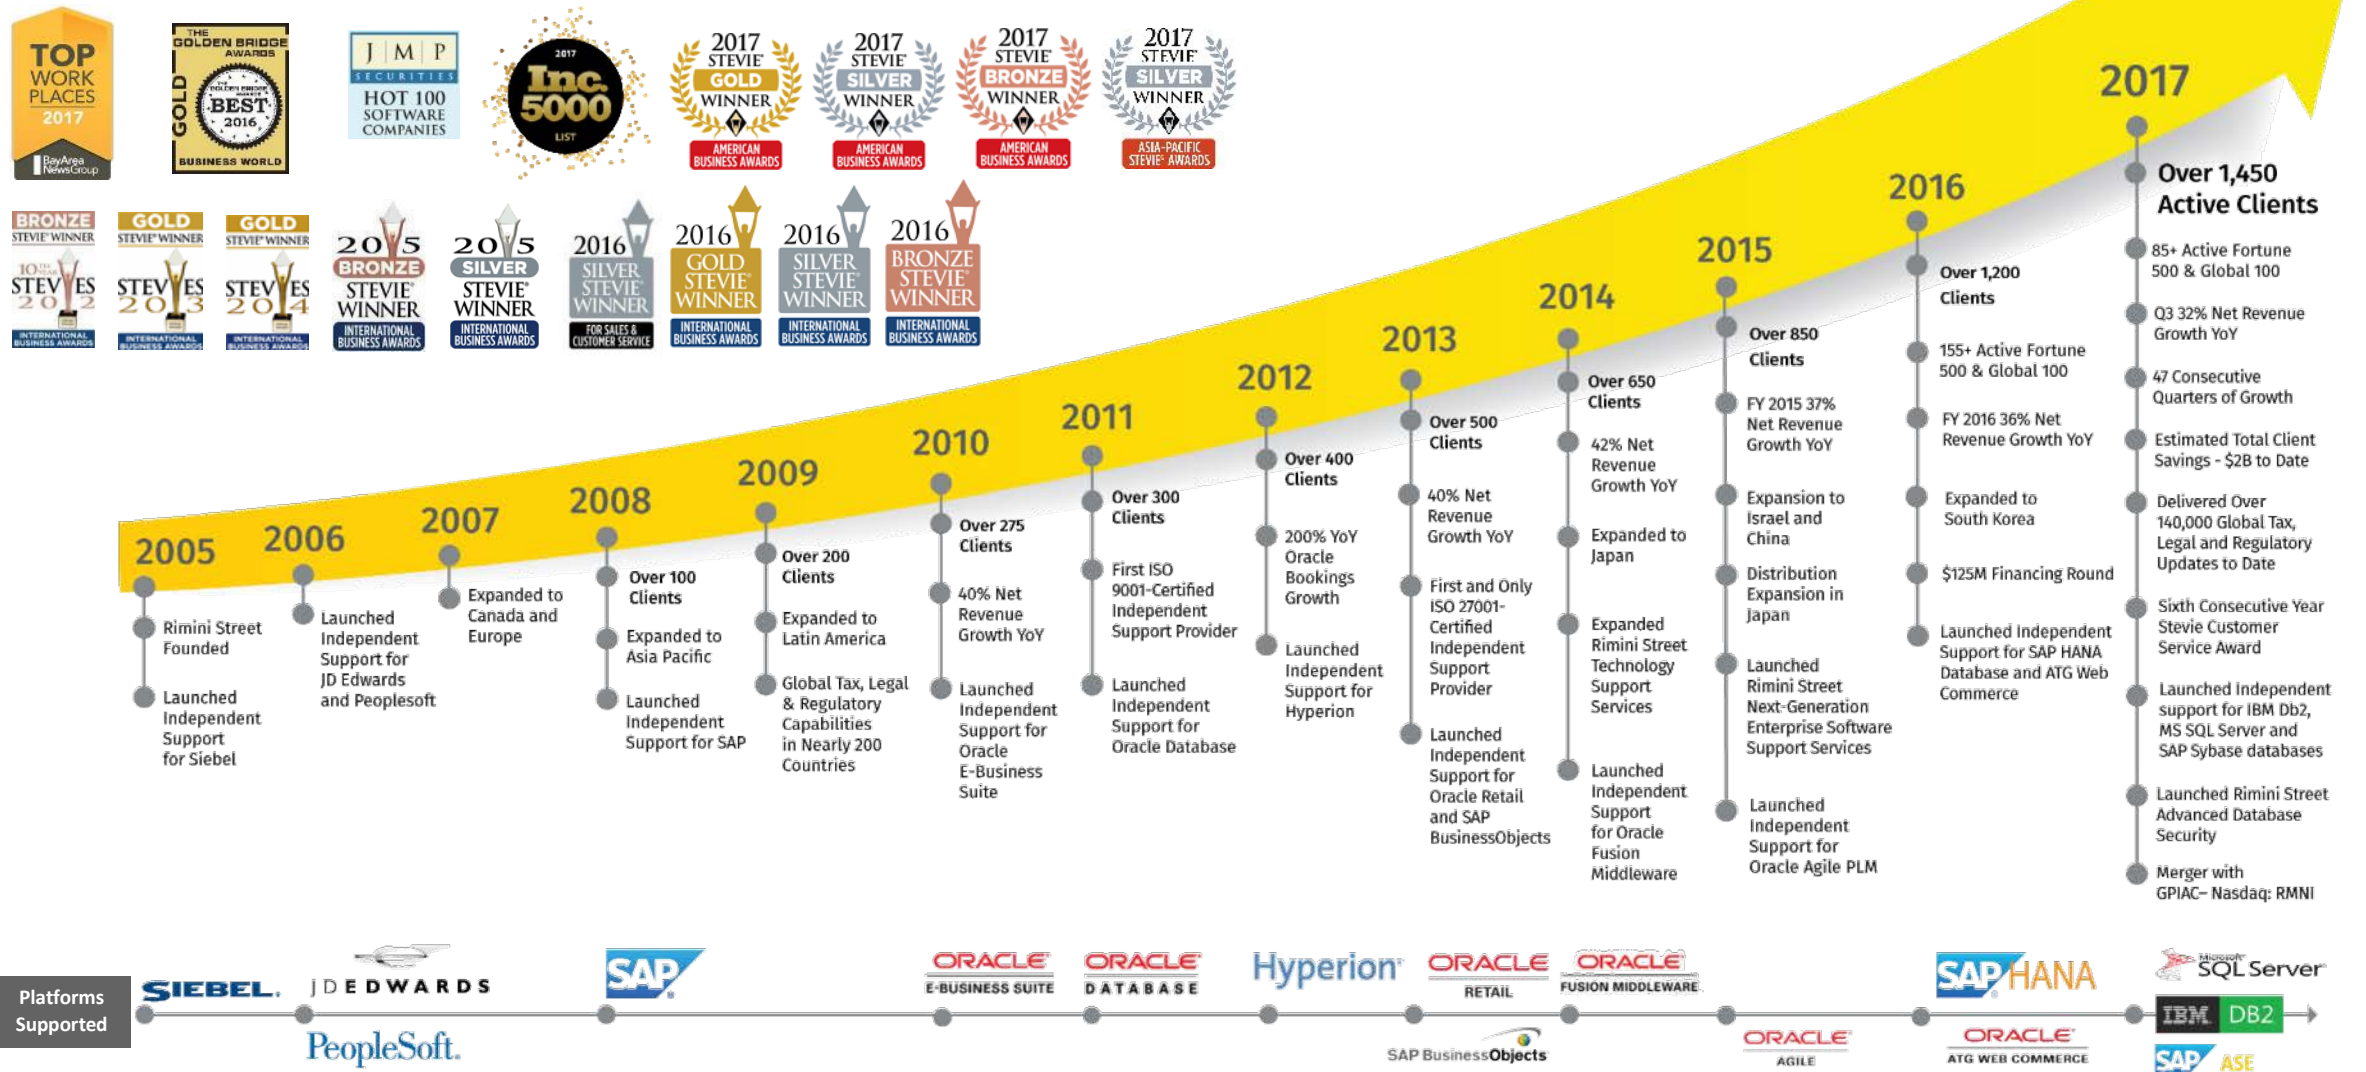 TOP
WORK
PLACES
2017
BayArea
NewsGroup
THE
GOLDEN BRIDGE
AWARDS
GOLD
BEST
2016
BUSINESS WORLD
J M P
SECURITIES
HOT 100
SOFTWARE
COMPANIES
2017
Inc.
5000
LIST
2017
STEVIE®
GOLD
WINNER
AMERICAN
BUSINESS AWARDS
2017
STEVIE®
SILVER
WINNER
AMERICAN
BUSINESS AWARDS
2017
STEVIE®
BRONZE
WINNER
AMERICAN
BUSINESS AWARDS
2017
STEVIE®
SILVER
WINNER
ASIA-PACIFIC
STEVIE® AWARDS
BRONZE
STEVIE® WINNER
10TH YEAR
STEVIES
2012
INTERNATIONAL
BUSINESS AWARDS
GOLD
STEVIE® WINNER
STEVIES
2013
INTERNATIONAL
BUSINESS AWARDS
GOLD
STEVIE® WINNER
STEVIES
2014
INTERNATIONAL
BUSINESS AWARDS
2015
BRONZE
STEVIE®
WINNER
INTERNATIONAL
BUSINESS AWARDS
2015
SILVER
STEVIE®
WINNER
INTERNATIONAL
BUSINESS AWARDS
2016
SILVER
STEVIE®
WINNER
FOR SALES &
CUSTOMER SERVICE
2016
GOLD
STEVIE®
WINNER
INTERNATIONAL
BUSINESS AWARDS
2016
SILVER
STEVIE®
WINNER
INTERNATIONAL
BUSINESS AWARDS
2016
BRONZE
STEVIE®
WINNER
INTERNATIONAL
BUSINESS AWARDS
2005
Rimini Street
Founded
Launched
Independent
Support
for Siebel
2006
Launched
Independent
Support for
JD Edwards
and Peoplesoft
2007
Expanded to
Canada and
Europe
2008
Over 100
Clients
Expanded to
Asia Pacific
Launched
Independent
Support for SAP
2009
Over 200
Clients
Expanded to
Latin America
Global Tax, Legal
& Regulatory
Capabilities
in Nearly 200
Countries
2010
Over 275
Clients
40% Net
Revenue
Growth YoY
Launched
Independent
Support for
Oracle
E-Business
Suite
2011
Over 300
Clients
First ISO
9001-Certified
Independent
Support Provider
Launched
Independent
Support for
Oracle Database
2012
Over 400
Clients
200% YoY
Oracle
Bookings
Growth
Launched
Independent
Support for
Hyperion
2013
Over 500
Clients
40% Net
Revenue
Growth YoY
First and Only
ISO 27001-
Certified
Independent
Support
Provider
Launched
Independent
Support for
Oracle Retail
and SAP
BusinessObjects
2014
Over 650
Clients
42% Net
Revenue
Growth YoY
Expanded to
Japan
Expanded
Rimini Street
Technology
Support
Services
Launched
Independent
Support
for Oracle
Fusion
Middleware
2015
Over 850
Clients
FY 2015 37%
Net Revenue
Growth YoY
Expansion to
Israel and
China
Distribution
Expansion in
Japan
Launched
Rimini Street
Next-Generation
Enterprise Software
Support Services
Launched
Independent
Support for
Oracle Agile PLM
2016
Over 1,200
Clients
155+ Active Fortune
500 & Global 100
FY 2016 36% Net
Revenue Growth YoY
Expanded to
South Korea
$125M Financing Round
Launched Independent
Support for SAP HANA
Database and ATG Web
Commerce
2017
Over 1,450
Active Clients
85+ Active Fortune
500 & Global 100
Q3 32% Net Revenue
Growth YoY
47 Consecutive
Quarters of Growth
Estimated Total Client
Savings - $2B to Date
Delivered Over
140,000 Global Tax,
Legal and Regulatory
Updates to Date
Sixth Consecutive Year
Stevie Customer
Service Award
Launched Independent
support for IBM Db2,
MS SQL Server and
SAP Sybase databases
Launched Rimini Street
Advanced Database
Security
Merger with
GPIAC– Nasdaq: RMNI
Platforms
Supported
SIEBEL.
JDEDWARDS
PeopleSoft.
SAP
ORACLE®
E-BUSINESS SUITE
ORACLE®
DATABASE
Hyperion®
ORACLE
RETAIL
SAP BusinessObjects
ORACLE®
FUSION MIDDLEWARE
ORACLE®
AGILE
SAP HANA
ORACLE®
ATG WEB COMMERCE
Microsoft®
SQL Server®
IBM. DB2
SAP ASE